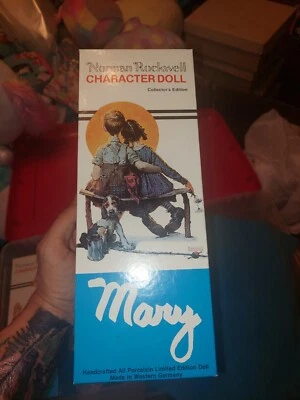 Norman Rockwell
CHARACTER DOLL
Collector's Edition
Mary
Handcrafted All Porcelain Limited Edition Doll
Made in Western Germany